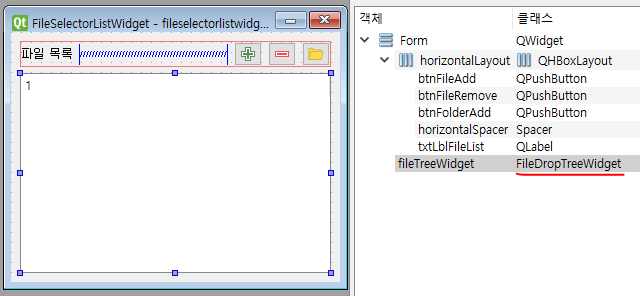 Qt FileSelectorListWidget - fileselectorlistwidg...
파일 목록
1
객체 클래스
Form QWidget
horizontalLayout QHBoxLayout
btnFileAdd QPushButton
btnFileRemove QPushButton
btnFolderAdd QPushButton
horizontalSpacer Spacer
txtLblFileList QLabel
fileTreeWidget FileDropTreeWidget